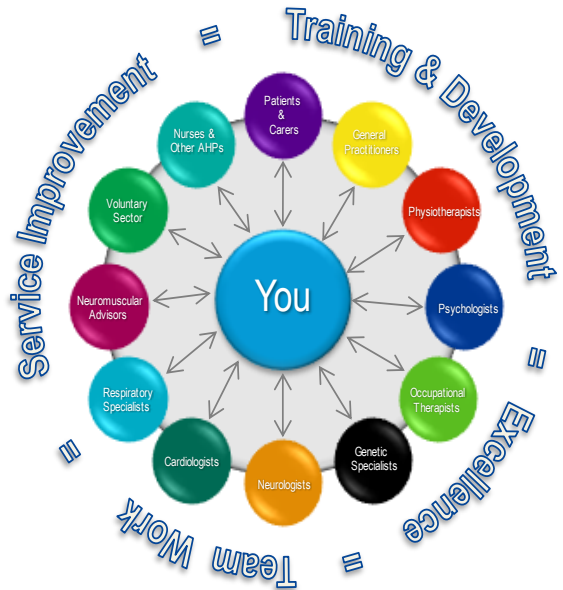 Training & Development
=
Excellence
=
Team Work
=
Service Improvement
=
Patients
&
Carers
General
Practitioners
Physiotherapists
Psychologists
Occupational
Therapists
Genetic
Specialists
Neurologists
Cardiologists
Respiratory
Specialists
Neuromuscular
Advisors
Voluntary
Sector
Nurses &
Other AHPs
You